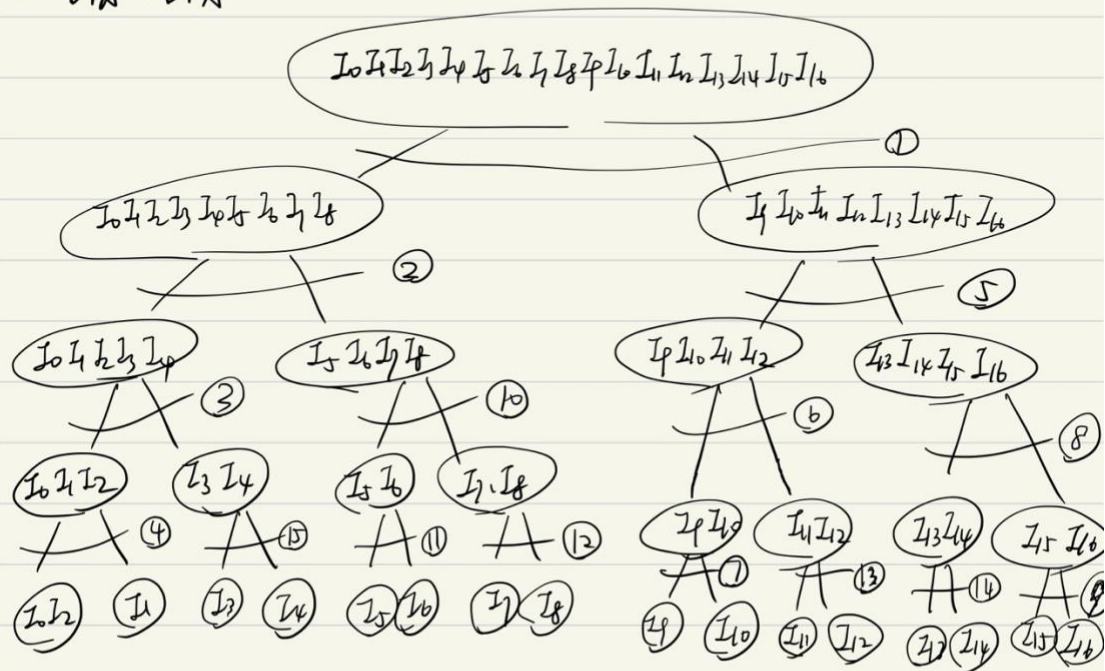 I0 I1 I2 I3 I4 I5 I6 I7 I8 I9 I10 I11 I12 I13 I14 I15 I16
①
I0 I1 I2 I3 I4 I5 I6 I7 I8 I9 I10 I11 I12 I13 I14 I15 I16
② ⑤
I0 I1 I2 I3 I4 I5 I6 I7 I8 I9 I10 I11 I12 I13 I14 I15 I16
③ ⑩ ⑥ ⑧
I0 I1 I2 I3 I4 I5 I6 I7, I8 I9 I10 I11 I12 I13 I14 I15 I16
④ ⑮ ⑪ ⑫ ⑦ ⑬ ⑭ ⑨
I0 I2 I1 I3 I4 I5 I6 I7 I8 I9 I10 I11 I12 I13 I14 I15 I16